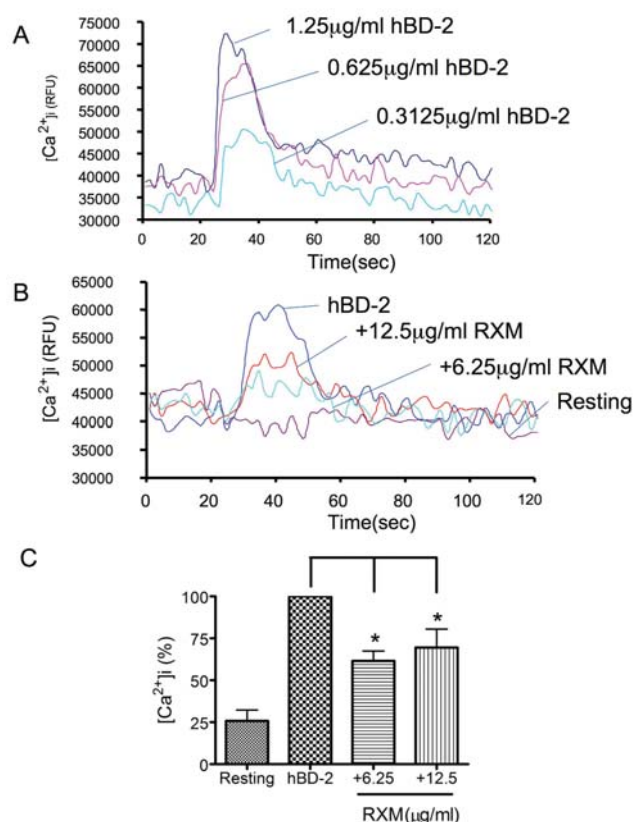 A
[Ca²⁺]i (RFU)
75000
70000
65000
60000
55000
50000
45000
40000
35000
30000
1.25μg/ml hBD-2
0.625μg/ml hBD-2
0.3125μg/ml hBD-2
0
20
40
60
80
100
120
Time(sec)
B
[Ca²⁺]i (RFU)
65000
60000
55000
50000
45000
40000
35000
30000
hBD-2
+12.5μg/ml RXM
+6.25μg/ml RXM
Resting
0
20
40
60
80
100
120
Time(sec)
C
[Ca²⁺]i (%)
100
75
50
25
0
*
*
Resting
hBD-2
+6.25
+12.5
RXM(μg/ml)